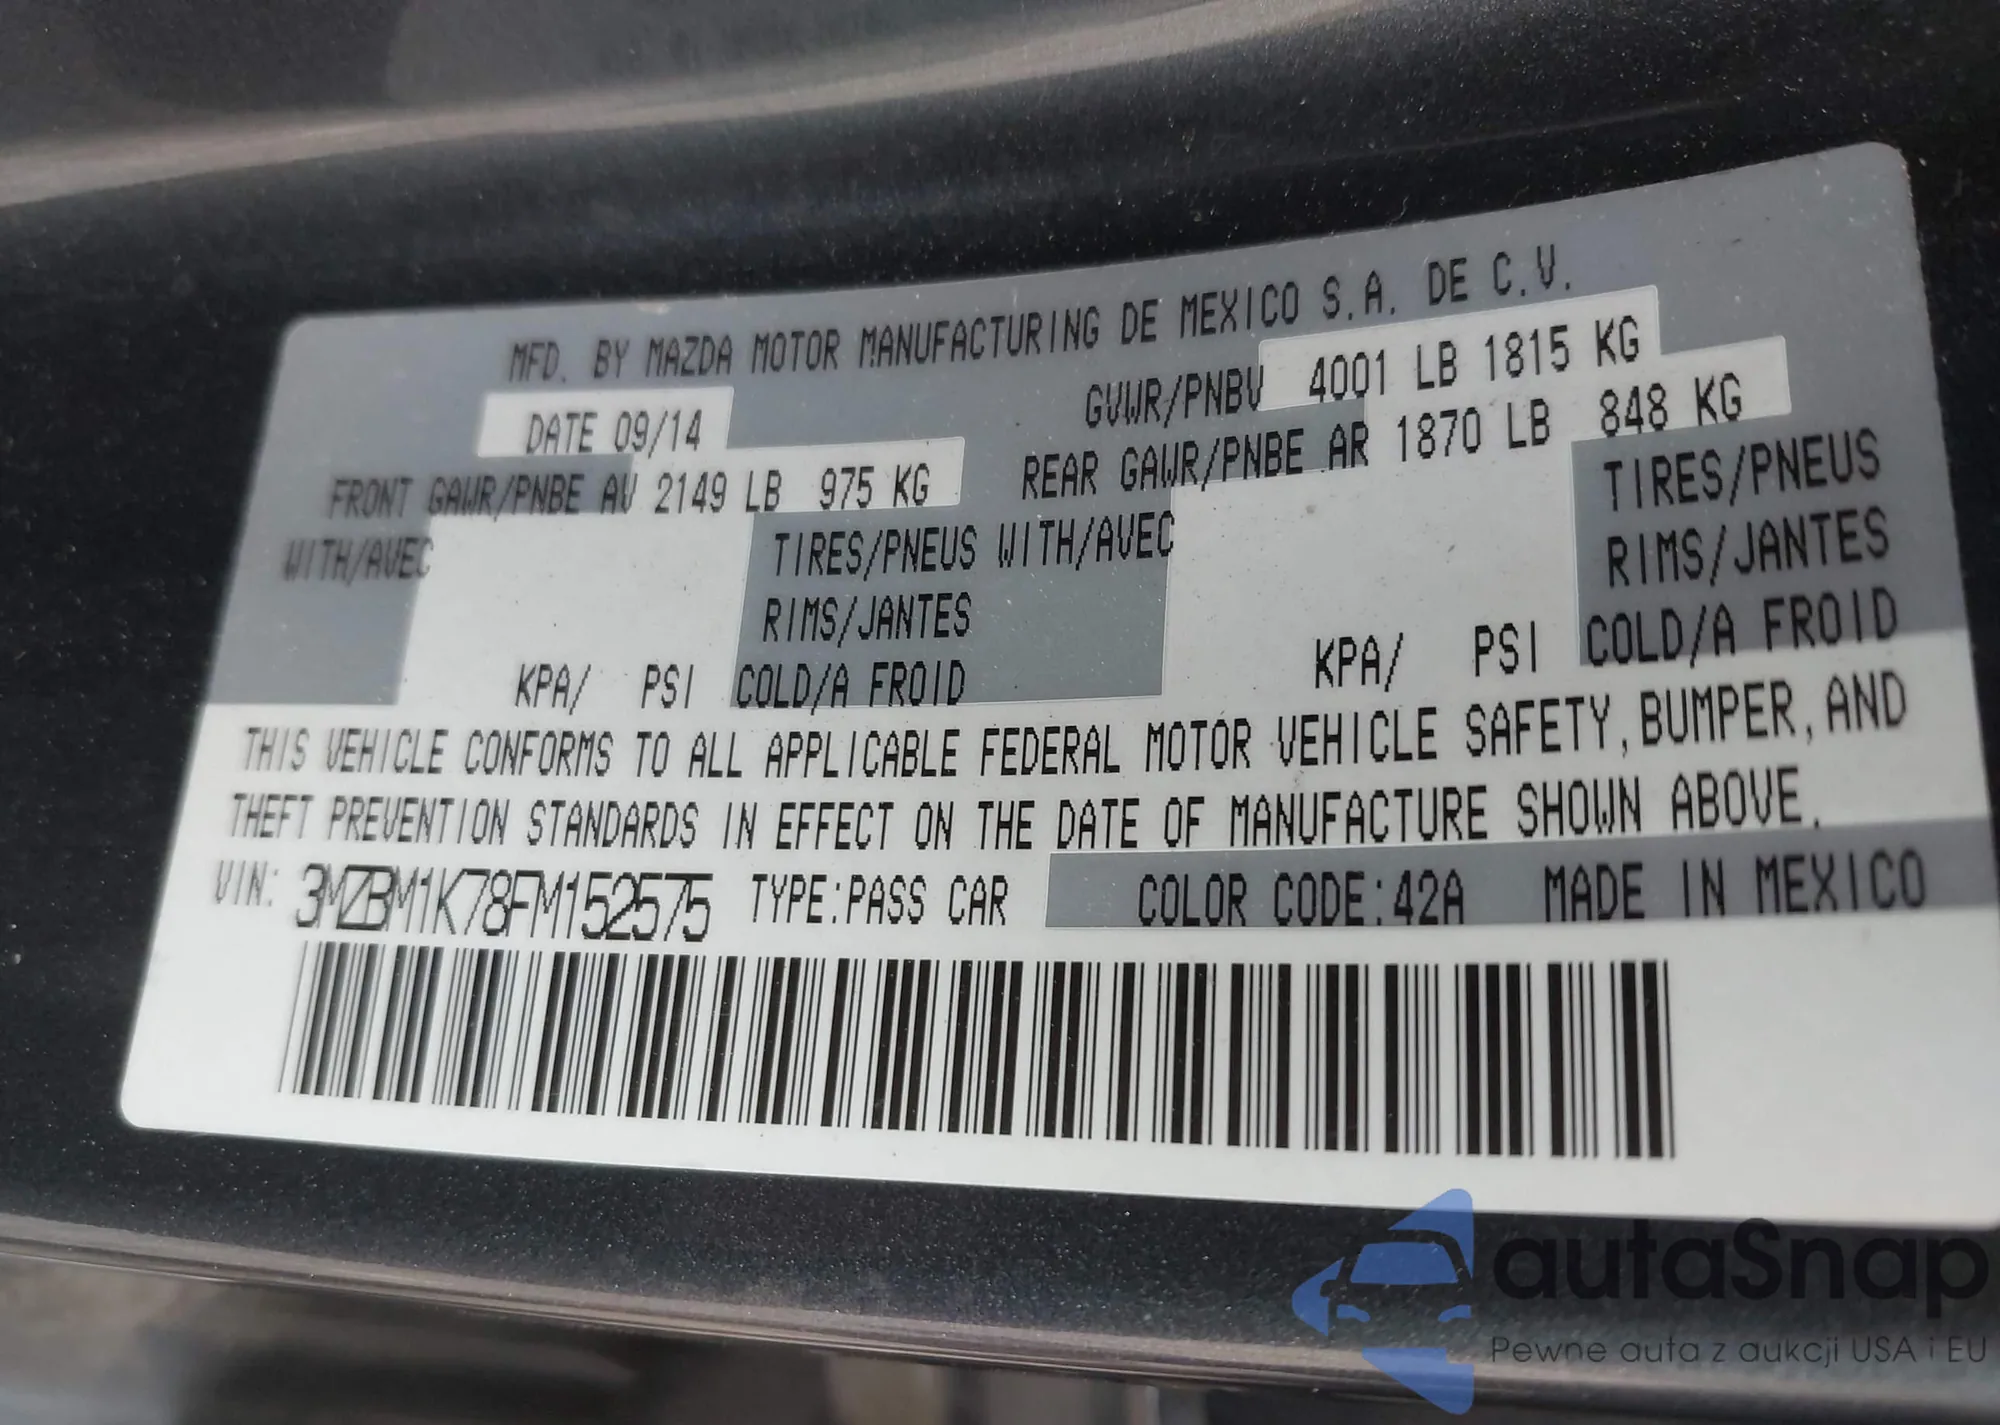 MFD. BY MAZDA MOTOR MANUFACTURING DE MEXICO S.A. DE C.V.
DATE 09/14 GVWR/PNBV 4001 LB 1815 KG
FRONT GAWR/PNBE AV 2149 LB 975 KG REAR GAWR/PNBE AR 1870 LB 848 KG
WITH/AVEC TIRES/PNEUS WITH/AVEC TIRES/PNEUS
RIMS/JANTES RIMS/JANTES
KPA/ PSI COLD/A FROID KPA/ PSI COLD/A FROID
THIS VEHICLE CONFORMS TO ALL APPLICABLE FEDERAL MOTOR VEHICLE SAFETY, BUMPER, AND
THEFT PREVENTION STANDARDS IN EFFECT ON THE DATE OF MANUFACTURE SHOWN ABOVE.
VIN: 3MZBM1K78FM152575 TYPE:PASS CAR COLOR CODE:42A MADE IN MEXICO
autaSnap
Pewne auta z aukcji USA i EU